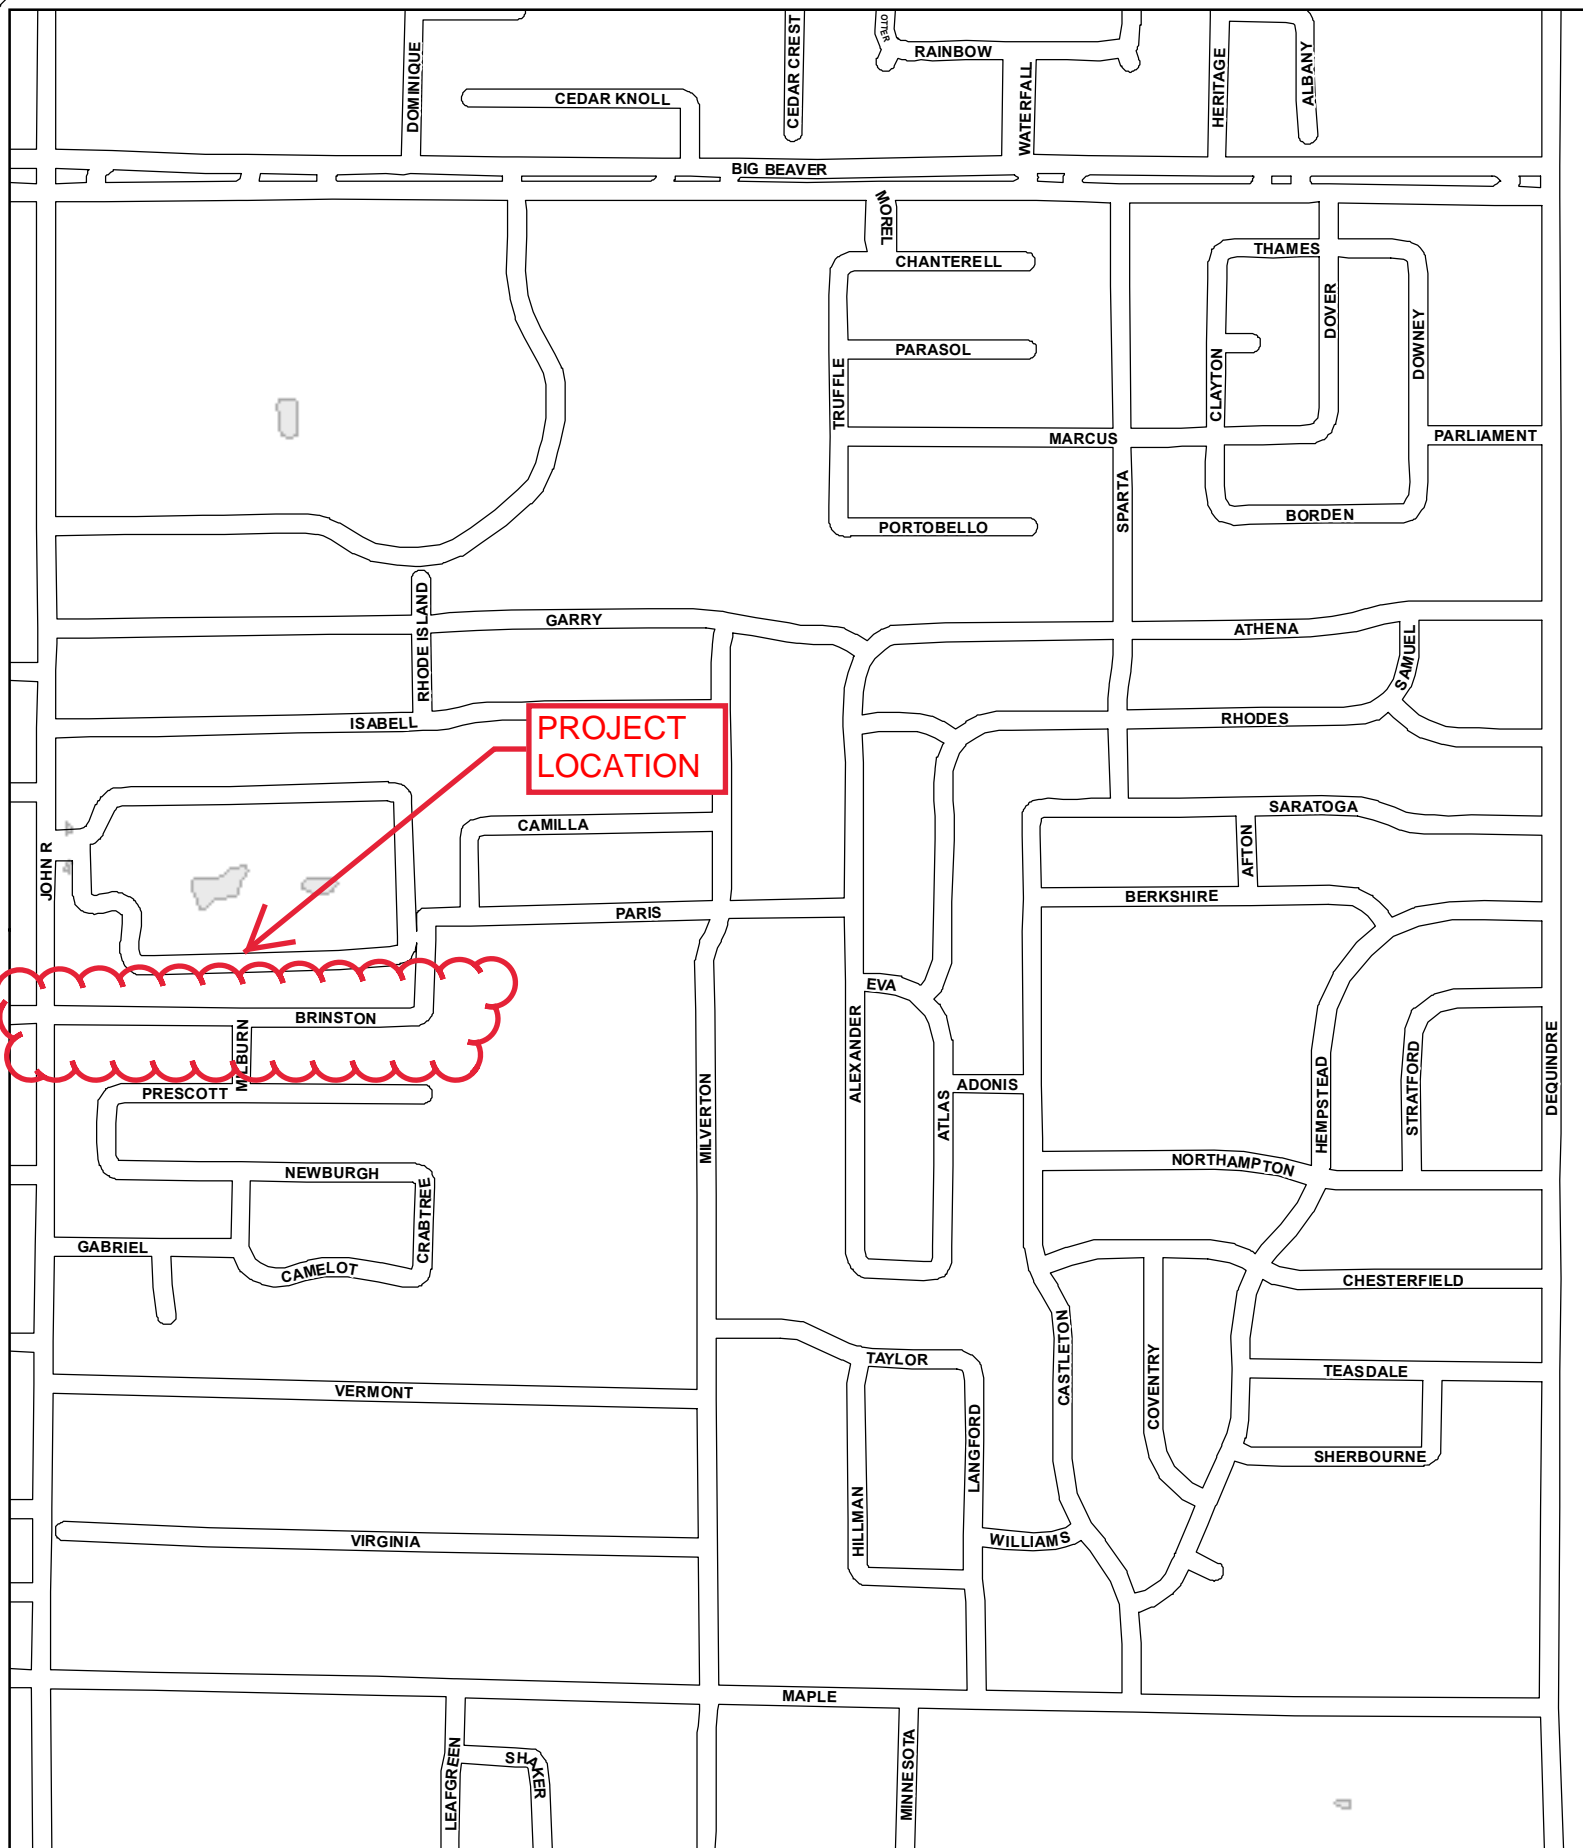 OTTER
RAINBOW
CEDAR CREST
DOMINIQUE
CEDAR KNOLL
WATERFALL
HERITAGE
ALBANY
BIG BEAVER
MOREL
CHANTERELL
THAMES
DOVER
DOWNEY
PARASOL
TRUFFLE
CLAYTON
MARCUS
PARLIAMENT
SPARTA
PORTOBELLO
BORDEN
RHODE ISLAND
GARRY
ATHENA
SAMUEL
ISABELL
RHODES
PROJECT
LOCATION
CAMILLA
SARATOGA
JOHN R
AFTON
BERKSHIRE
PARIS
EVA
BRINSTON
MILBURN
ALEXANDER
DEQUINDRE
PRESCOTT
ADONIS
ATLAS
MILVERTON
HEMPSTEAD
STRATFORD
NEWBURGH
NORTHAMPTON
CRABTREE
GABRIEL
CAMELOT
CHESTERFIELD
CASTLETON
COVENTRY
TAYLOR
TEASDALE
VERMONT
LANGFORD
SHERBOURNE
HILLMAN
WILLIAMS
VIRGINIA
MAPLE
LEAFGREEN
SHAKER
MINNESOTA